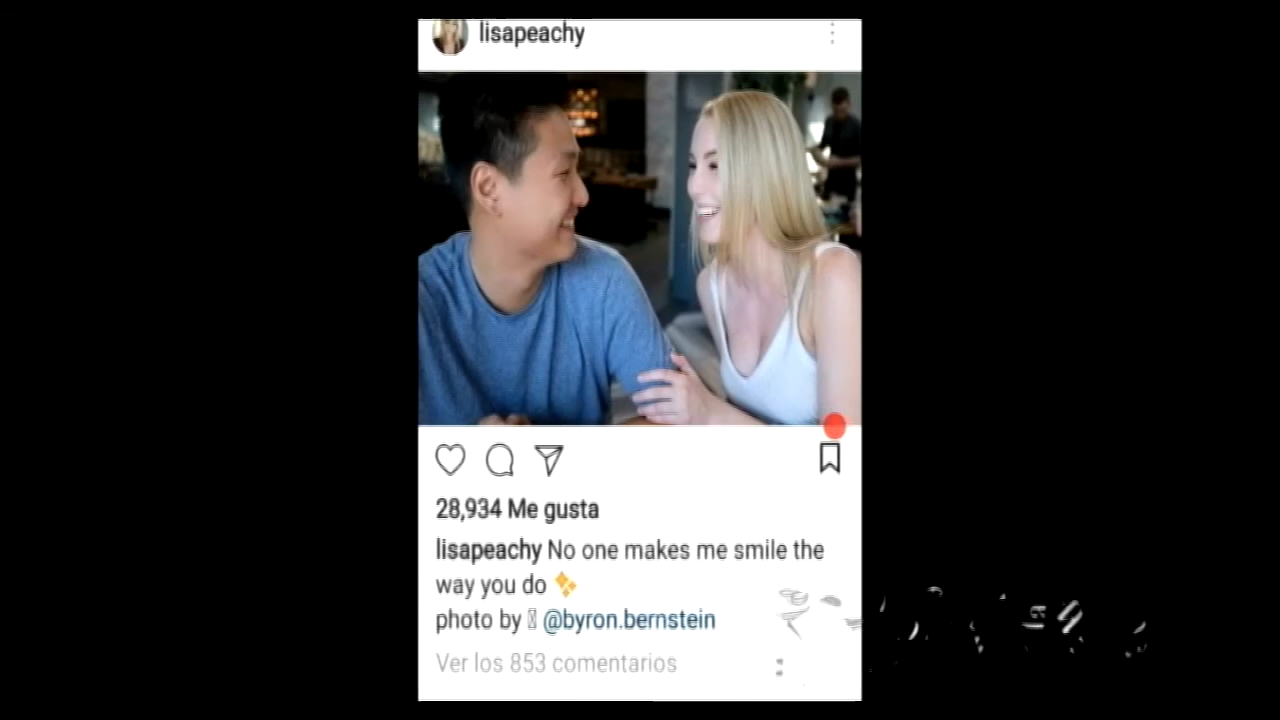 lisapeachy
28,934 Me gusta
lisapeachy No one makes me smile the
way you do ✨
photo by @byron.bernstein
Ver los 853 comentarios